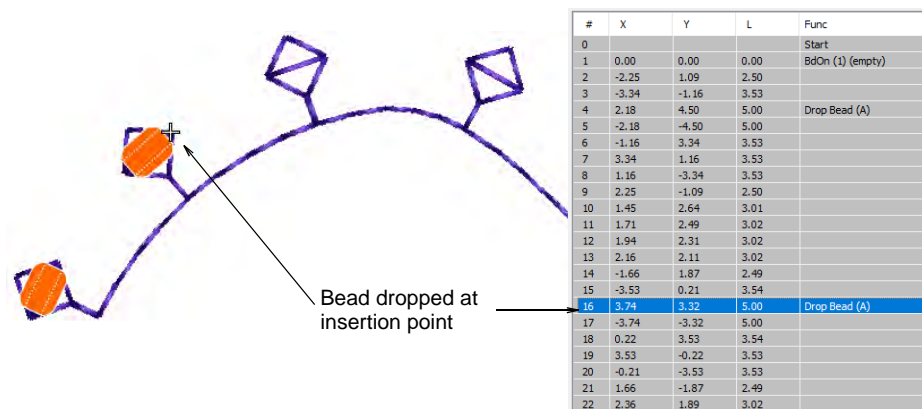 # X Y L Func
0 Start
1 0.00 0.00 0.00 BdOn (1) (empty)
2 -2.25 1.09 2.50
3 -3.34 -1.16 3.53
4 2.18 4.50 5.00 Drop Bead (A)
5 -2.18 -4.50 5.00
6 -1.16 3.34 3.53
7 3.34 1.16 3.53
8 1.16 -3.34 3.53
9 2.25 -1.09 2.50
10 1.45 2.64 3.01
11 1.71 2.49 3.02
12 1.94 2.31 3.02
13 2.16 2.11 3.02
14 -1.66 1.87 2.49
15 -3.53 0.21 3.54
16 3.74 3.32 5.00 Drop Bead (A)
17 -3.74 -3.32 5.00
18 0.22 3.53 3.54
19 3.53 -0.22 3.53
20 -0.21 -3.53 3.53
21 1.66 -1.87 2.49
22 2.36 1.89 3.02
Bead dropped at
insertion point